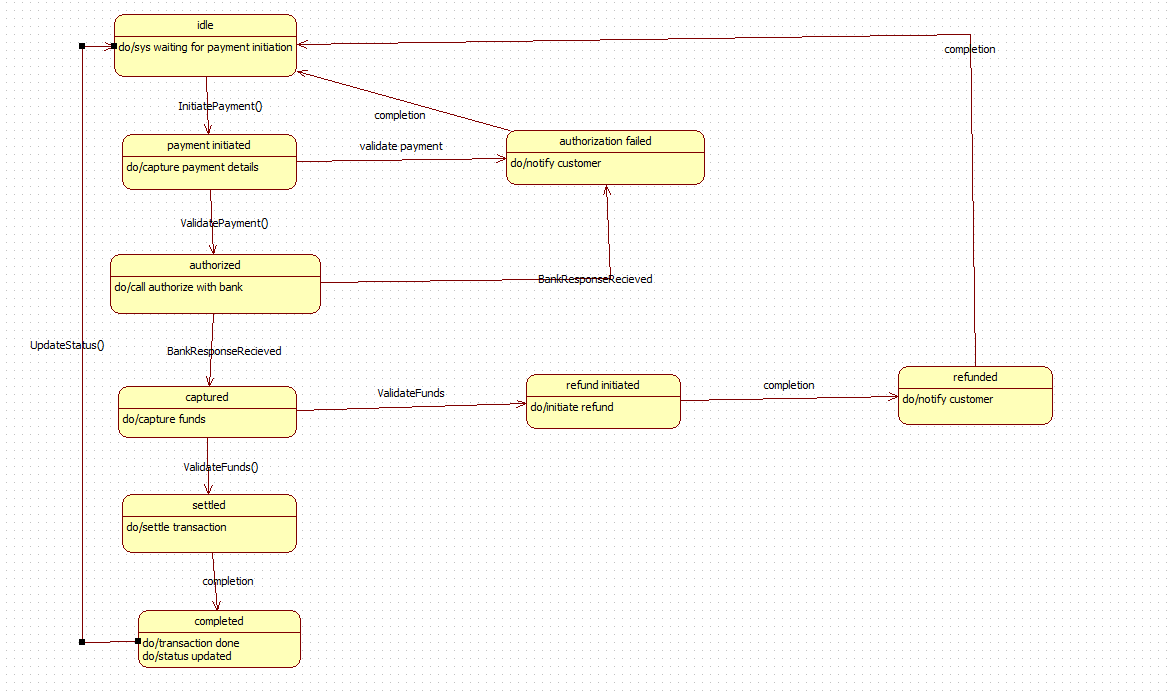 idle
do/sys waiting for payment initiation
completion
InitiatePayment()
completion
payment initiated
do/capture payment details
validate payment
authorization failed
do/notify customer
ValidatePayment()
authorized
do/call authorize with bank
BankResponseRecieved
UpdateStatus()
BankResponseRecieved
captured
do/capture funds
ValidateFunds
refund initiated
do/initiate refund
completion
refunded
do/notify customer
ValidateFunds()
settled
do/settle transaction
completion
completed
do/transaction done
do/status updated